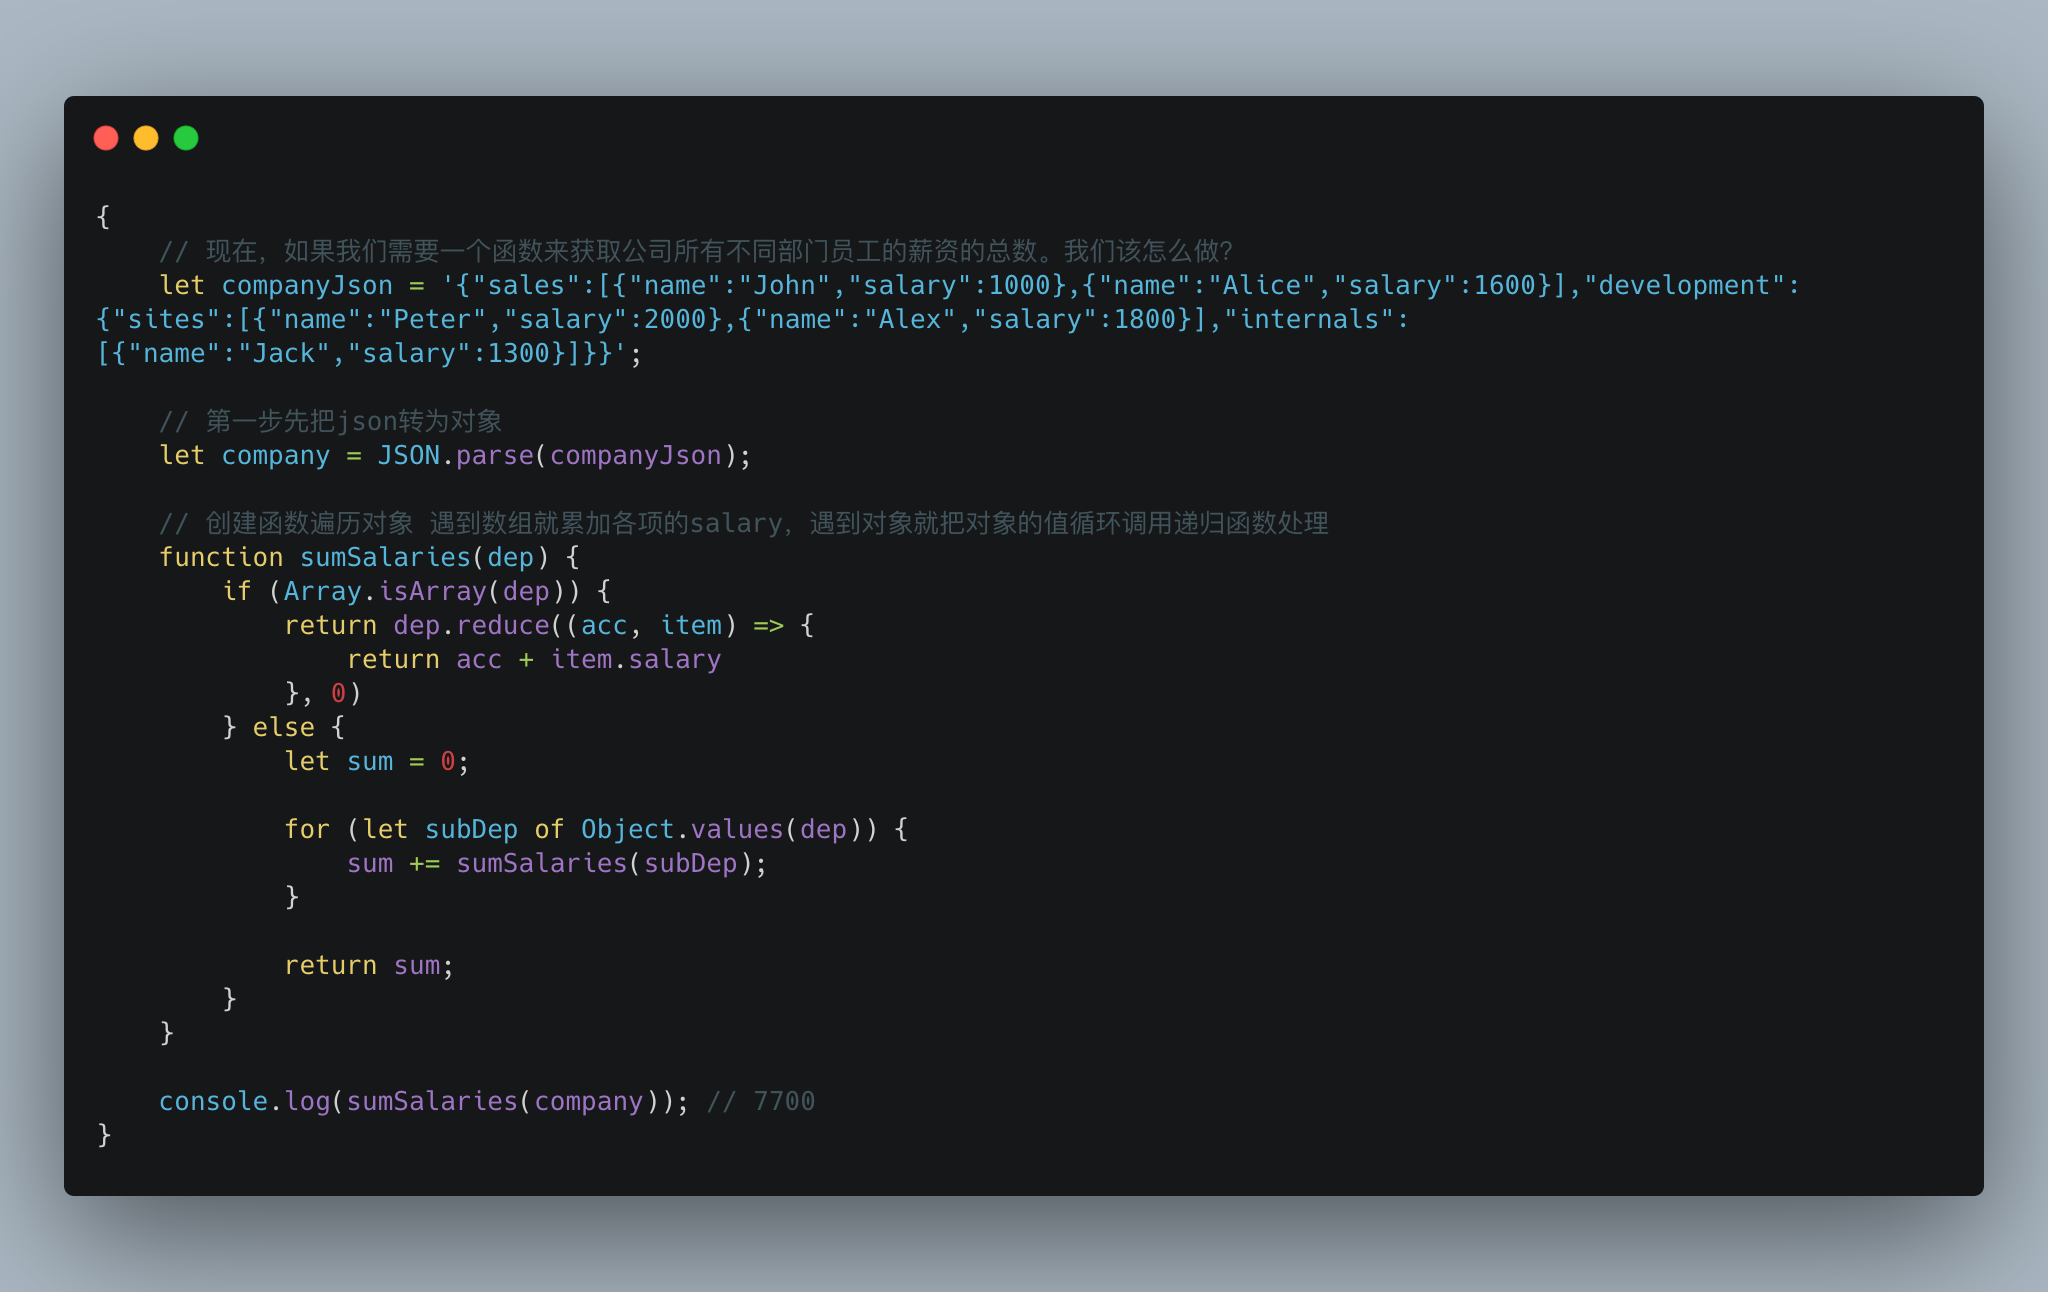 {
    // 现在，如果我们需要一个函数来获取公司所有不同部门员工的薪资的总数。我们该怎么做？
    let companyJson = '{"sales":[{"name":"John","salary":1000},{"name":"Alice","salary":1600}],"development":
{"sites":[{"name":"Peter","salary":2000},{"name":"Alex","salary":1800}],"internals":
[{"name":"Jack","salary":1300}]}}';

    // 第一步先把json转为对象
    let company = JSON.parse(companyJson);

    // 创建函数遍历对象 遇到数组就累加各项的salary，遇到对象就把对象的值循环调用递归函数处理
    function sumSalaries(dep) {
        if (Array.isArray(dep)) {
            return dep.reduce((acc, item) => {
                return acc + item.salary
            }, 0)
        } else {
            let sum = 0;

            for (let subDep of Object.values(dep)) {
                sum += sumSalaries(subDep);
            }

            return sum;
        }
    }

    console.log(sumSalaries(company)); // 7700
}